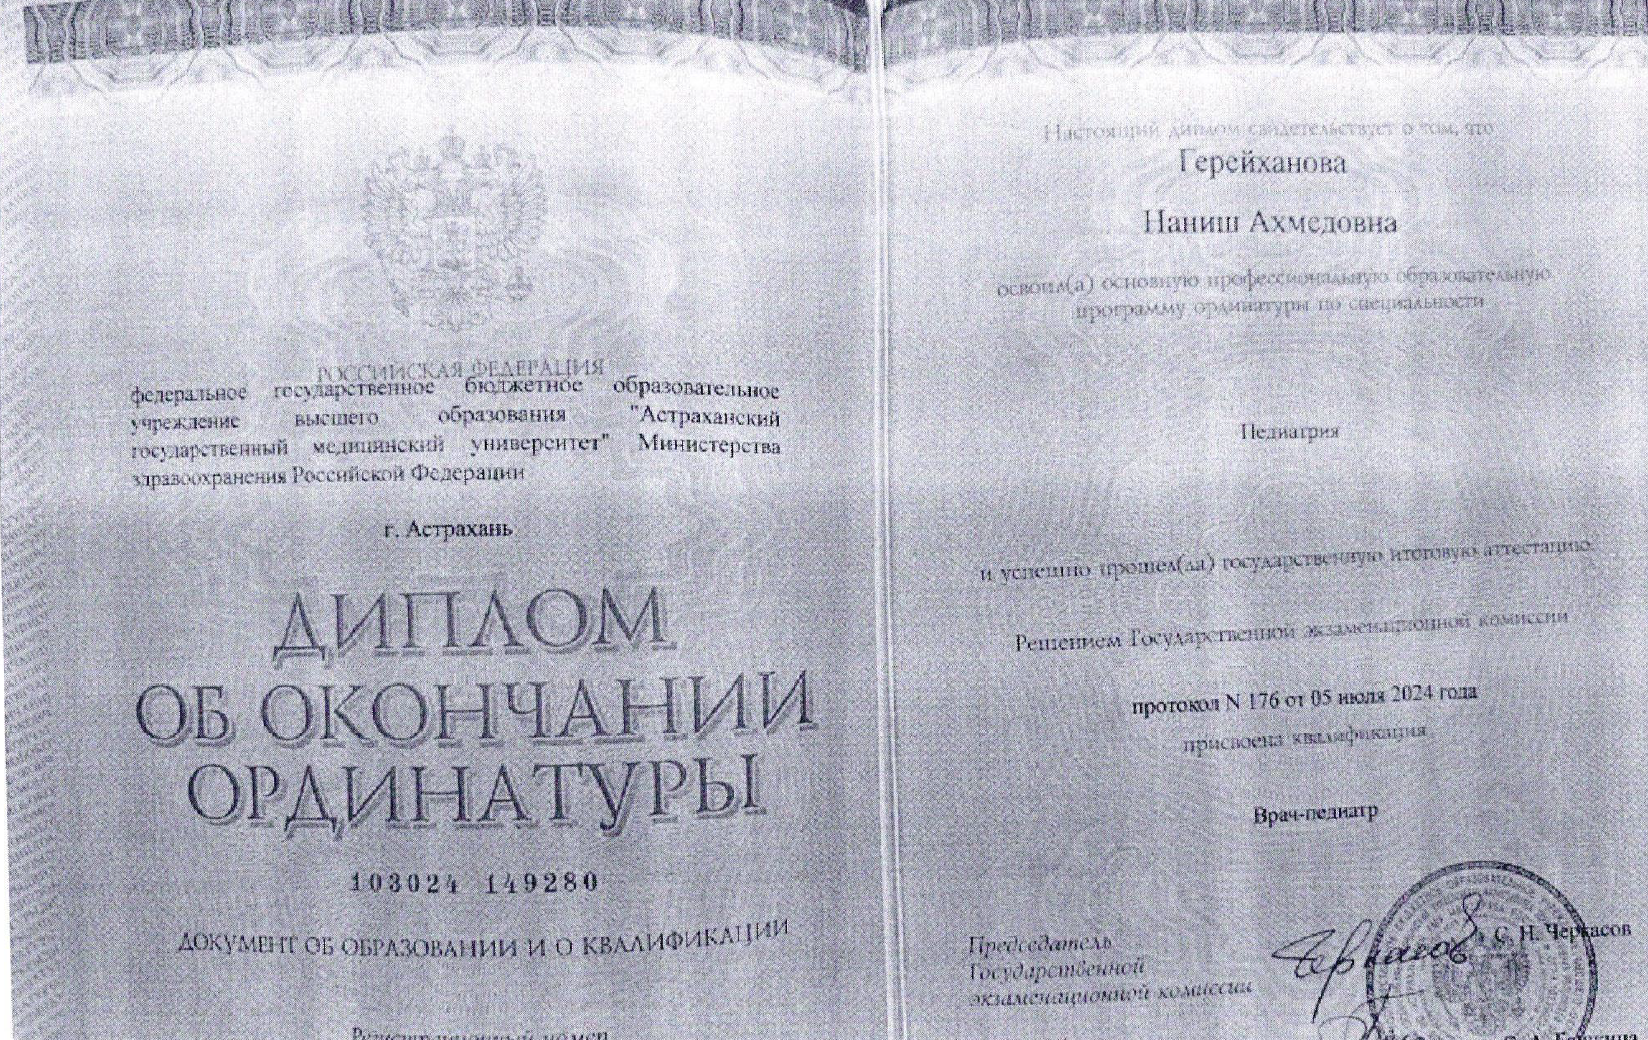 РОССИЙСКАЯ ФЕДЕРАЦИЯ
федеральное государственное бюджетное образовательное
учреждение высшего образования "Астраханский
государственный медицинский университет" Министерства
здравоохранения Российской Федерации
г. Астрахань
ДИПЛОМ
ОБ ОКОНЧАНИИ
ОРДИНАТУРЫ
103024 149280
ДОКУМЕНТ ОБ ОБРАЗОВАНИИ И О КВАЛИФИКАЦИИ
Регистрационный номер
Настоящий диплом свидетельствует о том, что
Герейханова
Наниш Ахмедовна
освоил(а) основную профессиональную образовательную
программу ординатуры по специальности
Педиатрия
и успешно прошел(ла) государственную итоговую аттестацию
Решением Государственной экзаменационной комиссии
протокол N 176 от 05 июля 2024 года
присвоена квалификация
Врач-педиатр
Председатель
Государственной
экзаменационной комиссии
С. Н. Черкасов